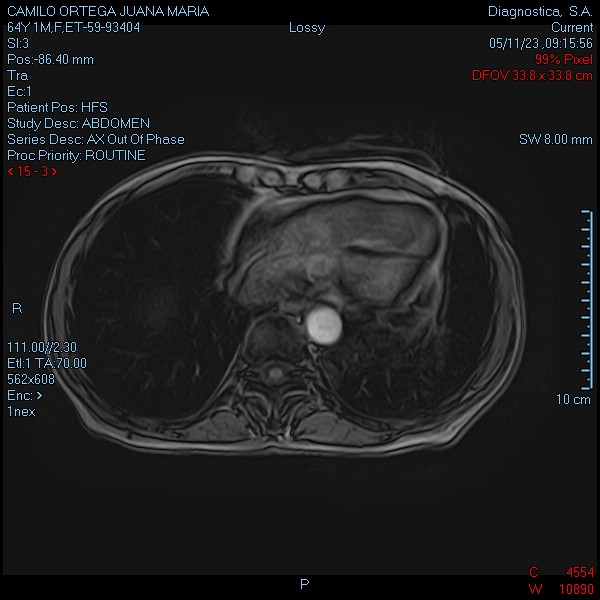 CAMILO ORTEGA JUANA MARIA
64Y 1M,F,ET-59-93404
Sl:3
Pos:-86.40 mm
Tra
Ec:1
Patient Pos: HFS
Study Desc: ABDOMEN
Series Desc: AX Out Of Phase
Proc Priority: ROUTINE
< 15 - 3 >
Lossy
Diagnostica, S.A.
Current
05/11/23 ,09:15:56
99% Pixel
DFOV 33.8 x 33.8 cm
SW 8.00 mm
R
111.00//2.30
Etl:1 TA:70.00
562x608
Enc: >
1nex
10 cm
P
C 4554
W 10890